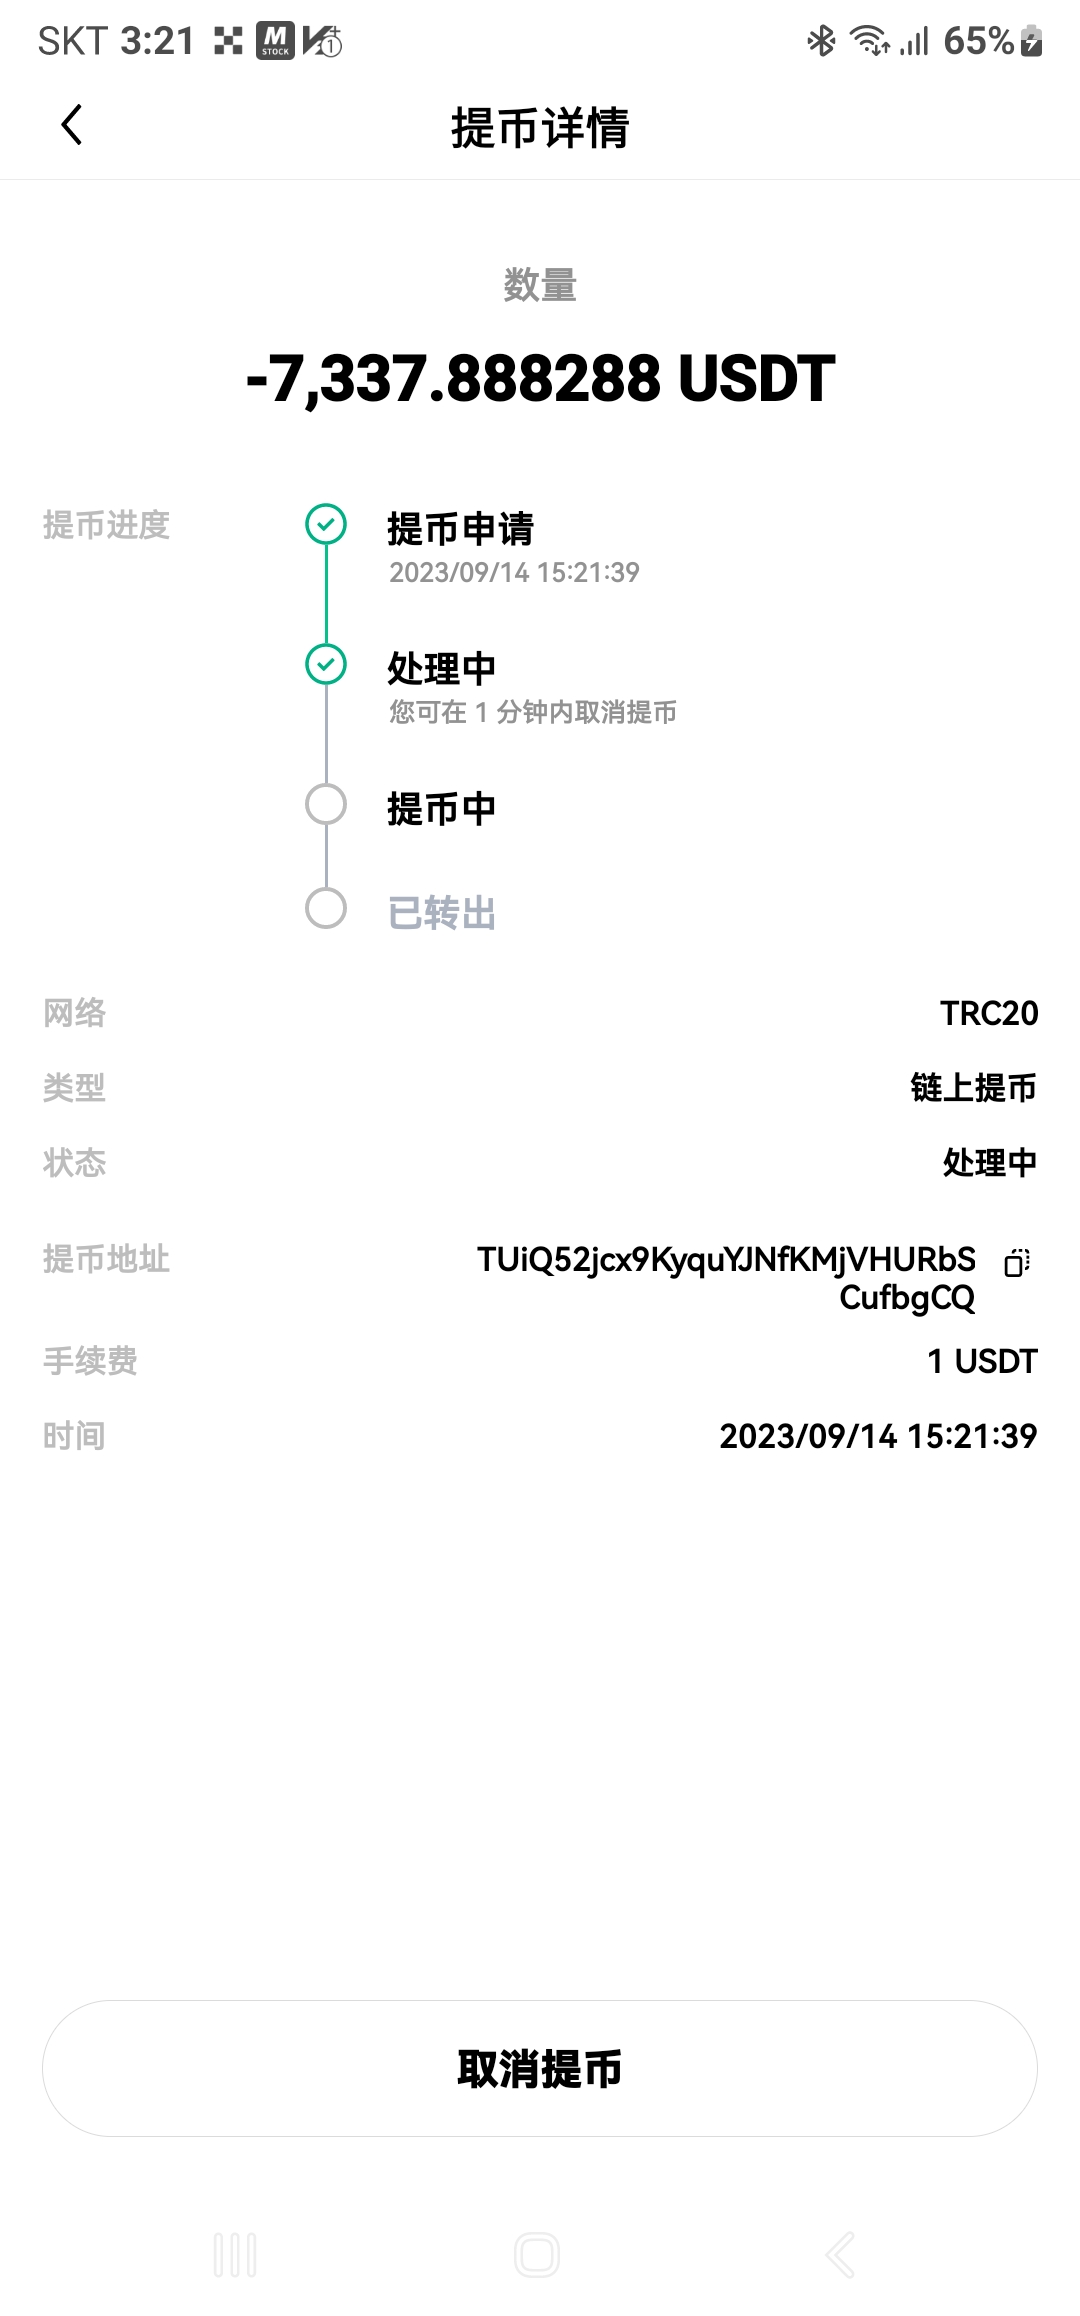 SKT 3:21 M STOCK 65%
提币详情
数量
-7,337.888288 USDT
提币进度
提币申请
2023/09/14 15:21:39
处理中
您可在 1 分钟内取消提币
提币中
已转出
网络 TRC20
类型 链上提币
状态 处理中
提币地址 TUiQ52jcx9KyquYJNfKMjVHURbS
CufbgCQ
手续费 1 USDT
时间 2023/09/14 15:21:39
取消提币